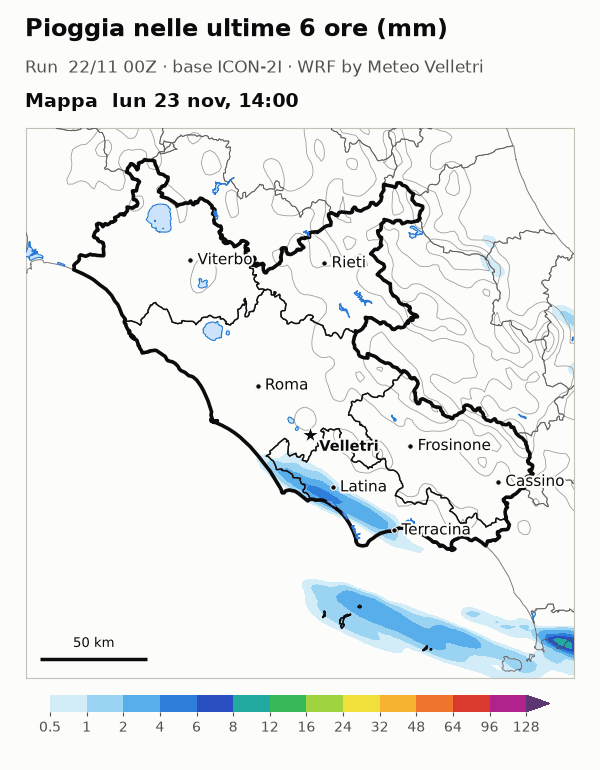 Pioggia nelle ultime 6 ore (mm)
Run 22/11 00Z · base ICON-2I · WRF by Meteo Velletri
Mappa lun 23 nov, 14:00
Viterbo
Rieti
Roma
Velletri
Frosinone
Cassino
Latina
Terracina
50 km
0.5 1 2 4 6 8 12 16 24 32 48 64 96 128